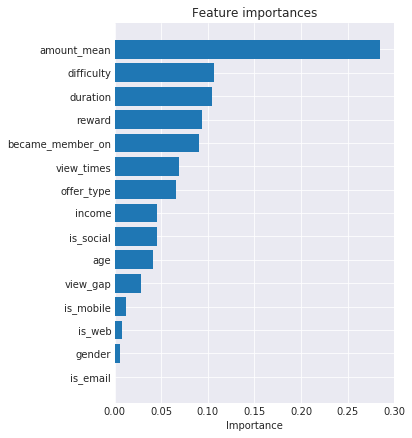 Feature importances
amount_mean
difficulty
duration
reward
became_member_on
view_times
offer_type
income
is_social
age
view_gap
is_mobile
is_web
gender
is_email
0.00 0.05 0.10 0.15 0.20 0.25 0.30
Importance